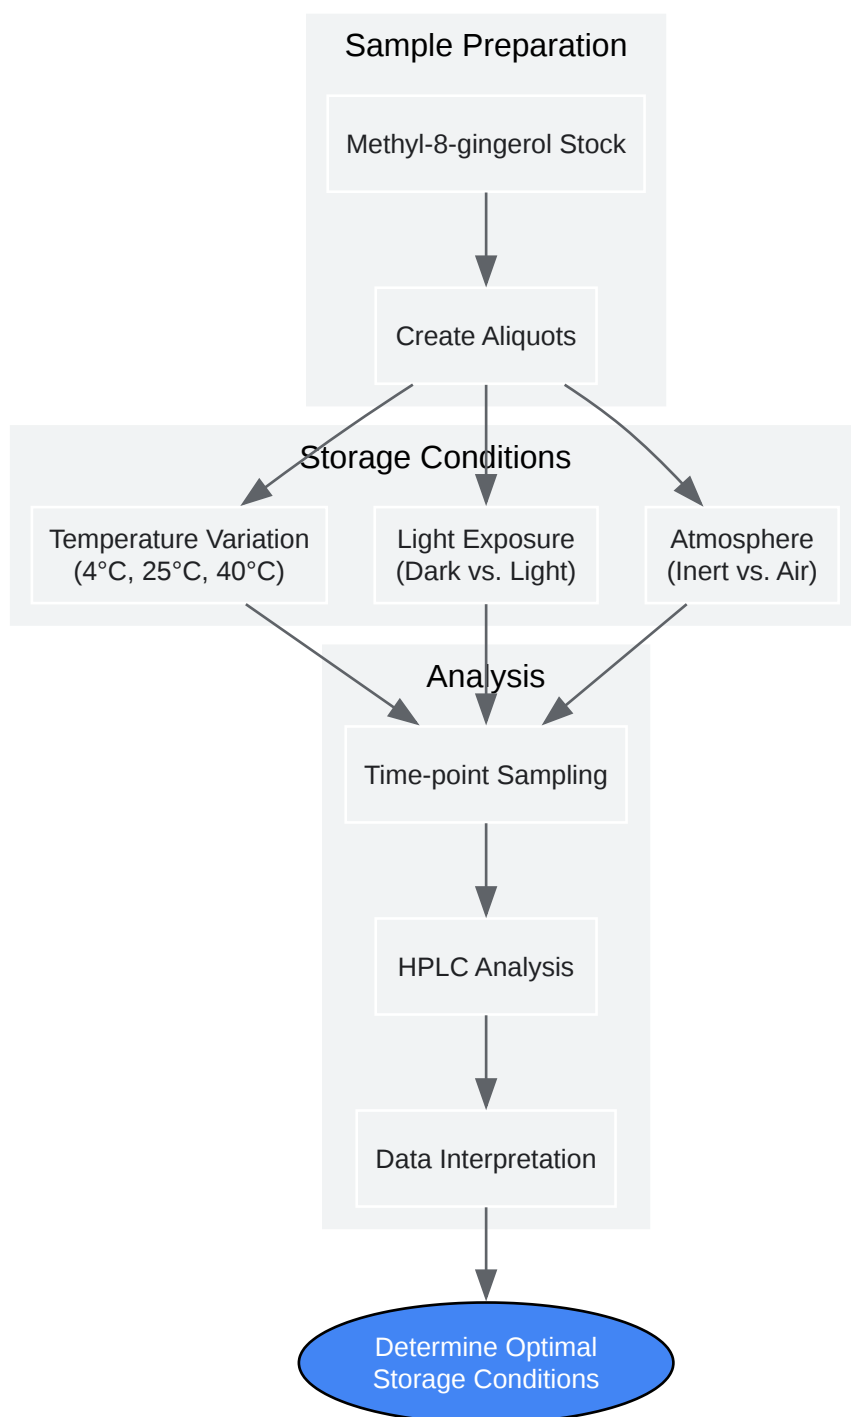 Sample Preparation
Methyl-8-gingerol Stock
Create Aliquots
Storage Conditions
Temperature Variation
(4°C, 25°C, 40°C)
Light Exposure
(Dark vs. Light)
Atmosphere
(Inert vs. Air)
Analysis
Time-point Sampling
HPLC Analysis
Data Interpretation
Determine Optimal
Storage Conditions